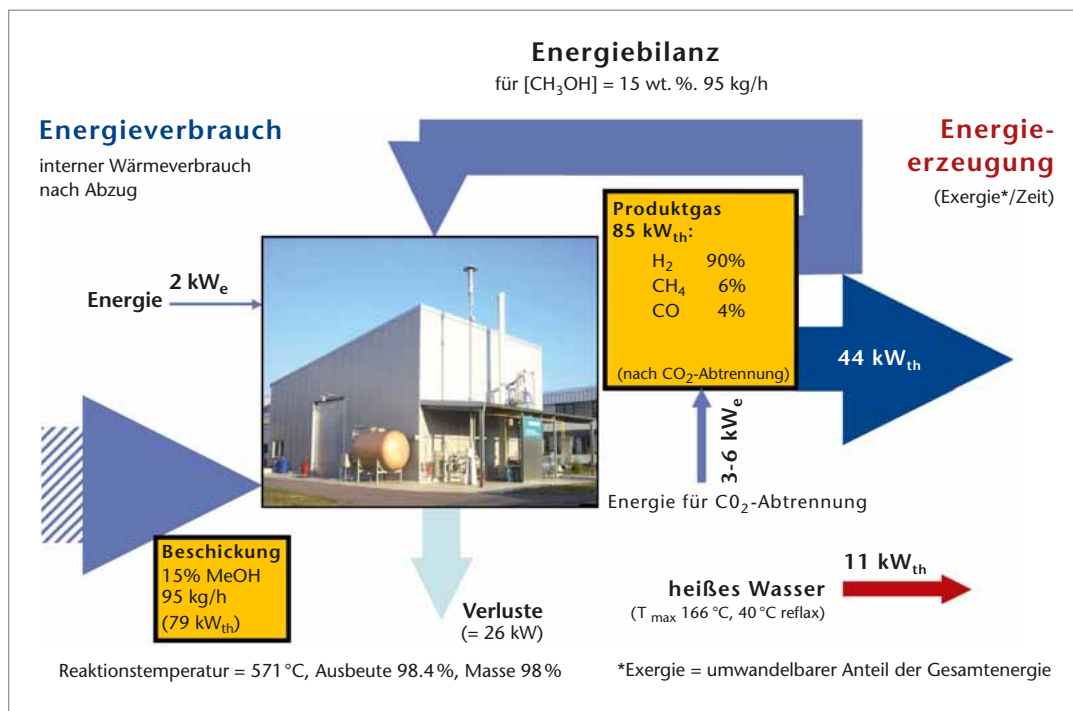 Energiebilanz
für [CH₃OH] = 15 wt. %. 95 kg/h
Energieverbrauch
interner Wärmeverbrauch
nach Abzug
Energie-
erzeugung
(Exergie*/Zeit)
Energie
2 kWₑ
Produktgas
85 kWₜₕ:
H₂ 90%
CH₄ 6%
CO 4%
(nach CO₂-Abtrennung)
44 kWₜₕ
3-6 kWₑ
Energie für C0₂-Abtrennung
Beschickung
15% MeOH
95 kg/h
(79 kWₜₕ)
Verluste
(= 26 kW)
heißes Wasser
(T max 166 °C, 40 °C reflax)
11 kWₜₕ
Reaktionstemperatur = 571 °C, Ausbeute 98.4 %, Masse 98 %
*Exergie = umwandelbarer Anteil der Gesamtenergie